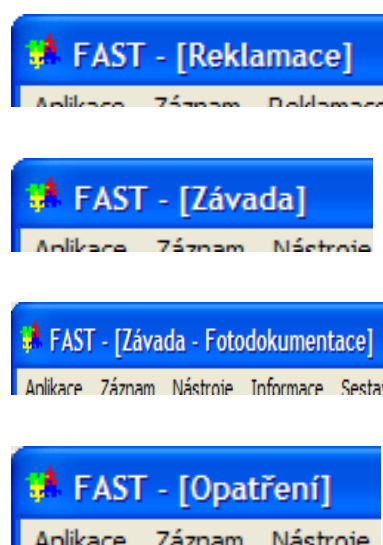 FAST - [Reklamace]
Aplikace Záznam Reklamace
FAST - [Závada]
Aplikace Záznam Nástroje
FAST - [Závada - Fotodokumentace]
Aplikace Záznam Nástroje Informace
FAST - [Opatření]
Aplikace Záznam Nástroje